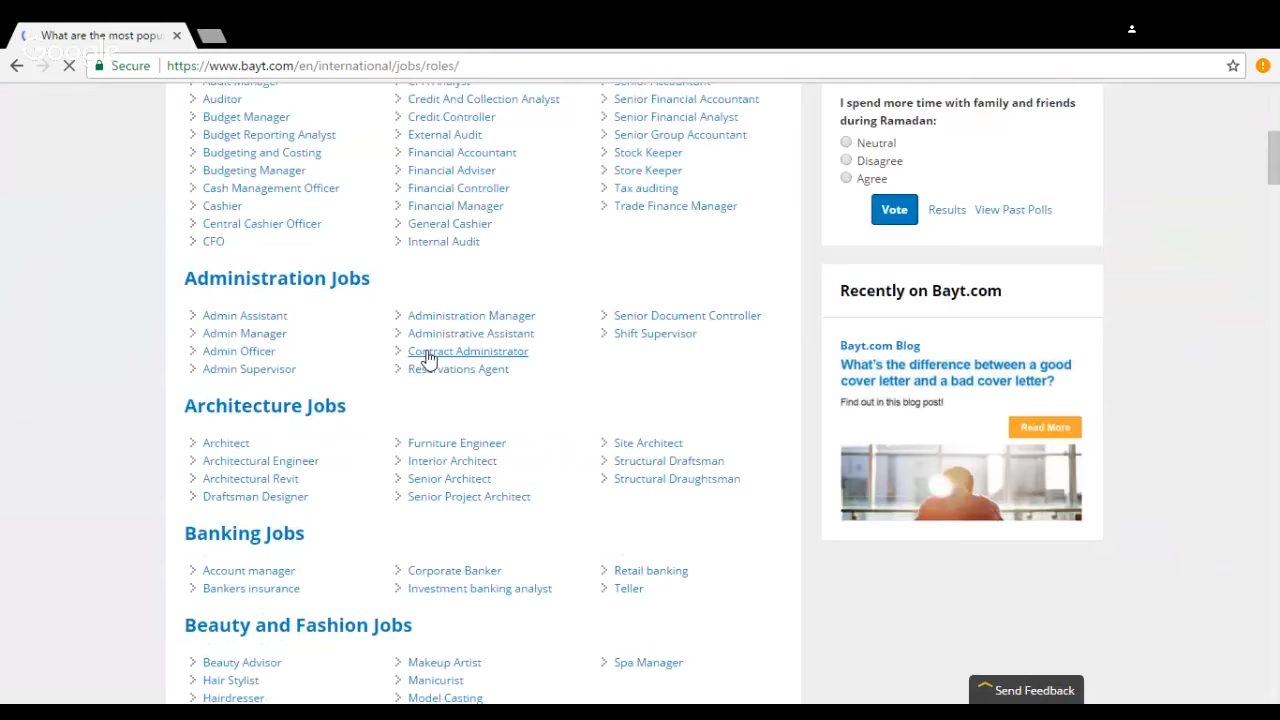 What are the most popu
Google
Secure
https://www.bayt.com/en/international/jobs/roles/
Auditor
Budget Manager
Budget Reporting Analyst
Budgeting and Costing
Budgeting Manager
Cash Management Officer
Cashier
Central Cashier Officer
CFO
Credit And Collection Analyst
Credit Controller
External Audit
Financial Accountant
Financial Adviser
Financial Controller
Financial Manager
General Cashier
Internal Audit
Senior Financial Accountant
Senior Financial Analyst
Senior Group Accountant
Stock Keeper
Store Keeper
Tax auditing
Trade Finance Manager
Administration Jobs
Admin Assistant
Admin Manager
Admin Officer
Admin Supervisor
Administration Manager
Administrative Assistant
Contract Administrator
Reservations Agent
Senior Document Controller
Shift Supervisor
Architecture Jobs
Architect
Architectural Engineer
Architectural Revit
Draftsman Designer
Furniture Engineer
Interior Architect
Senior Architect
Senior Project Architect
Site Architect
Structural Draftsman
Structural Draughtsman
Banking Jobs
Account manager
Bankers insurance
Corporate Banker
Investment banking analyst
Retail banking
Teller
Beauty and Fashion Jobs
Beauty Advisor
Hair Stylist
Hairdresser
Makeup Artist
Manicurist
Model Casting
Spa Manager
I spend more time with family and friends
during Ramadan:
Neutral
Disagree
Agree
Vote
Results
View Past Polls
Recently on Bayt.com
Bayt.com Blog
What's the difference between a good
cover letter and a bad cover letter?
Find out in this blog post!
Read More
Send Feedback